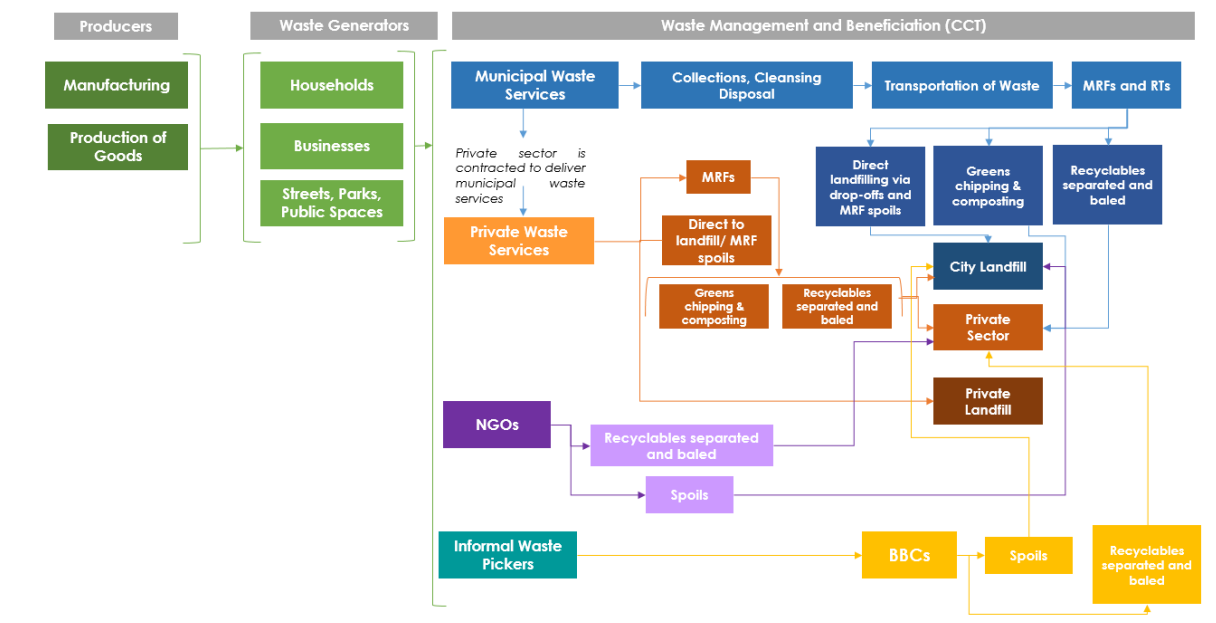 Producers
Waste Generators
Waste Management and Beneficiation (CCT)
Manufacturing
Production of
Goods
Households
Businesses
Streets, Parks,
Public Spaces
Municipal Waste
Services
Collections, Cleansing
Disposal
Transportation of Waste
MRFs and RTs
Private sector is
contracted to deliver
municipal waste
services
Direct
landfilling via
drop-offs and
MRF spoils
Greens
chipping &
composting
Recyclables
separated and
baled
Private Waste
Services
MRFs
Direct to
landfill/ MRF
spoils
Greens
chipping &
composting
Recyclables
separated and
baled
City Landfill
Private
Sector
Private
Landfill
NGOs
Recyclables separated
and baled
Spoils
Informal Waste
Pickers
BBCs
Spoils
Recyclables
separated and
baled